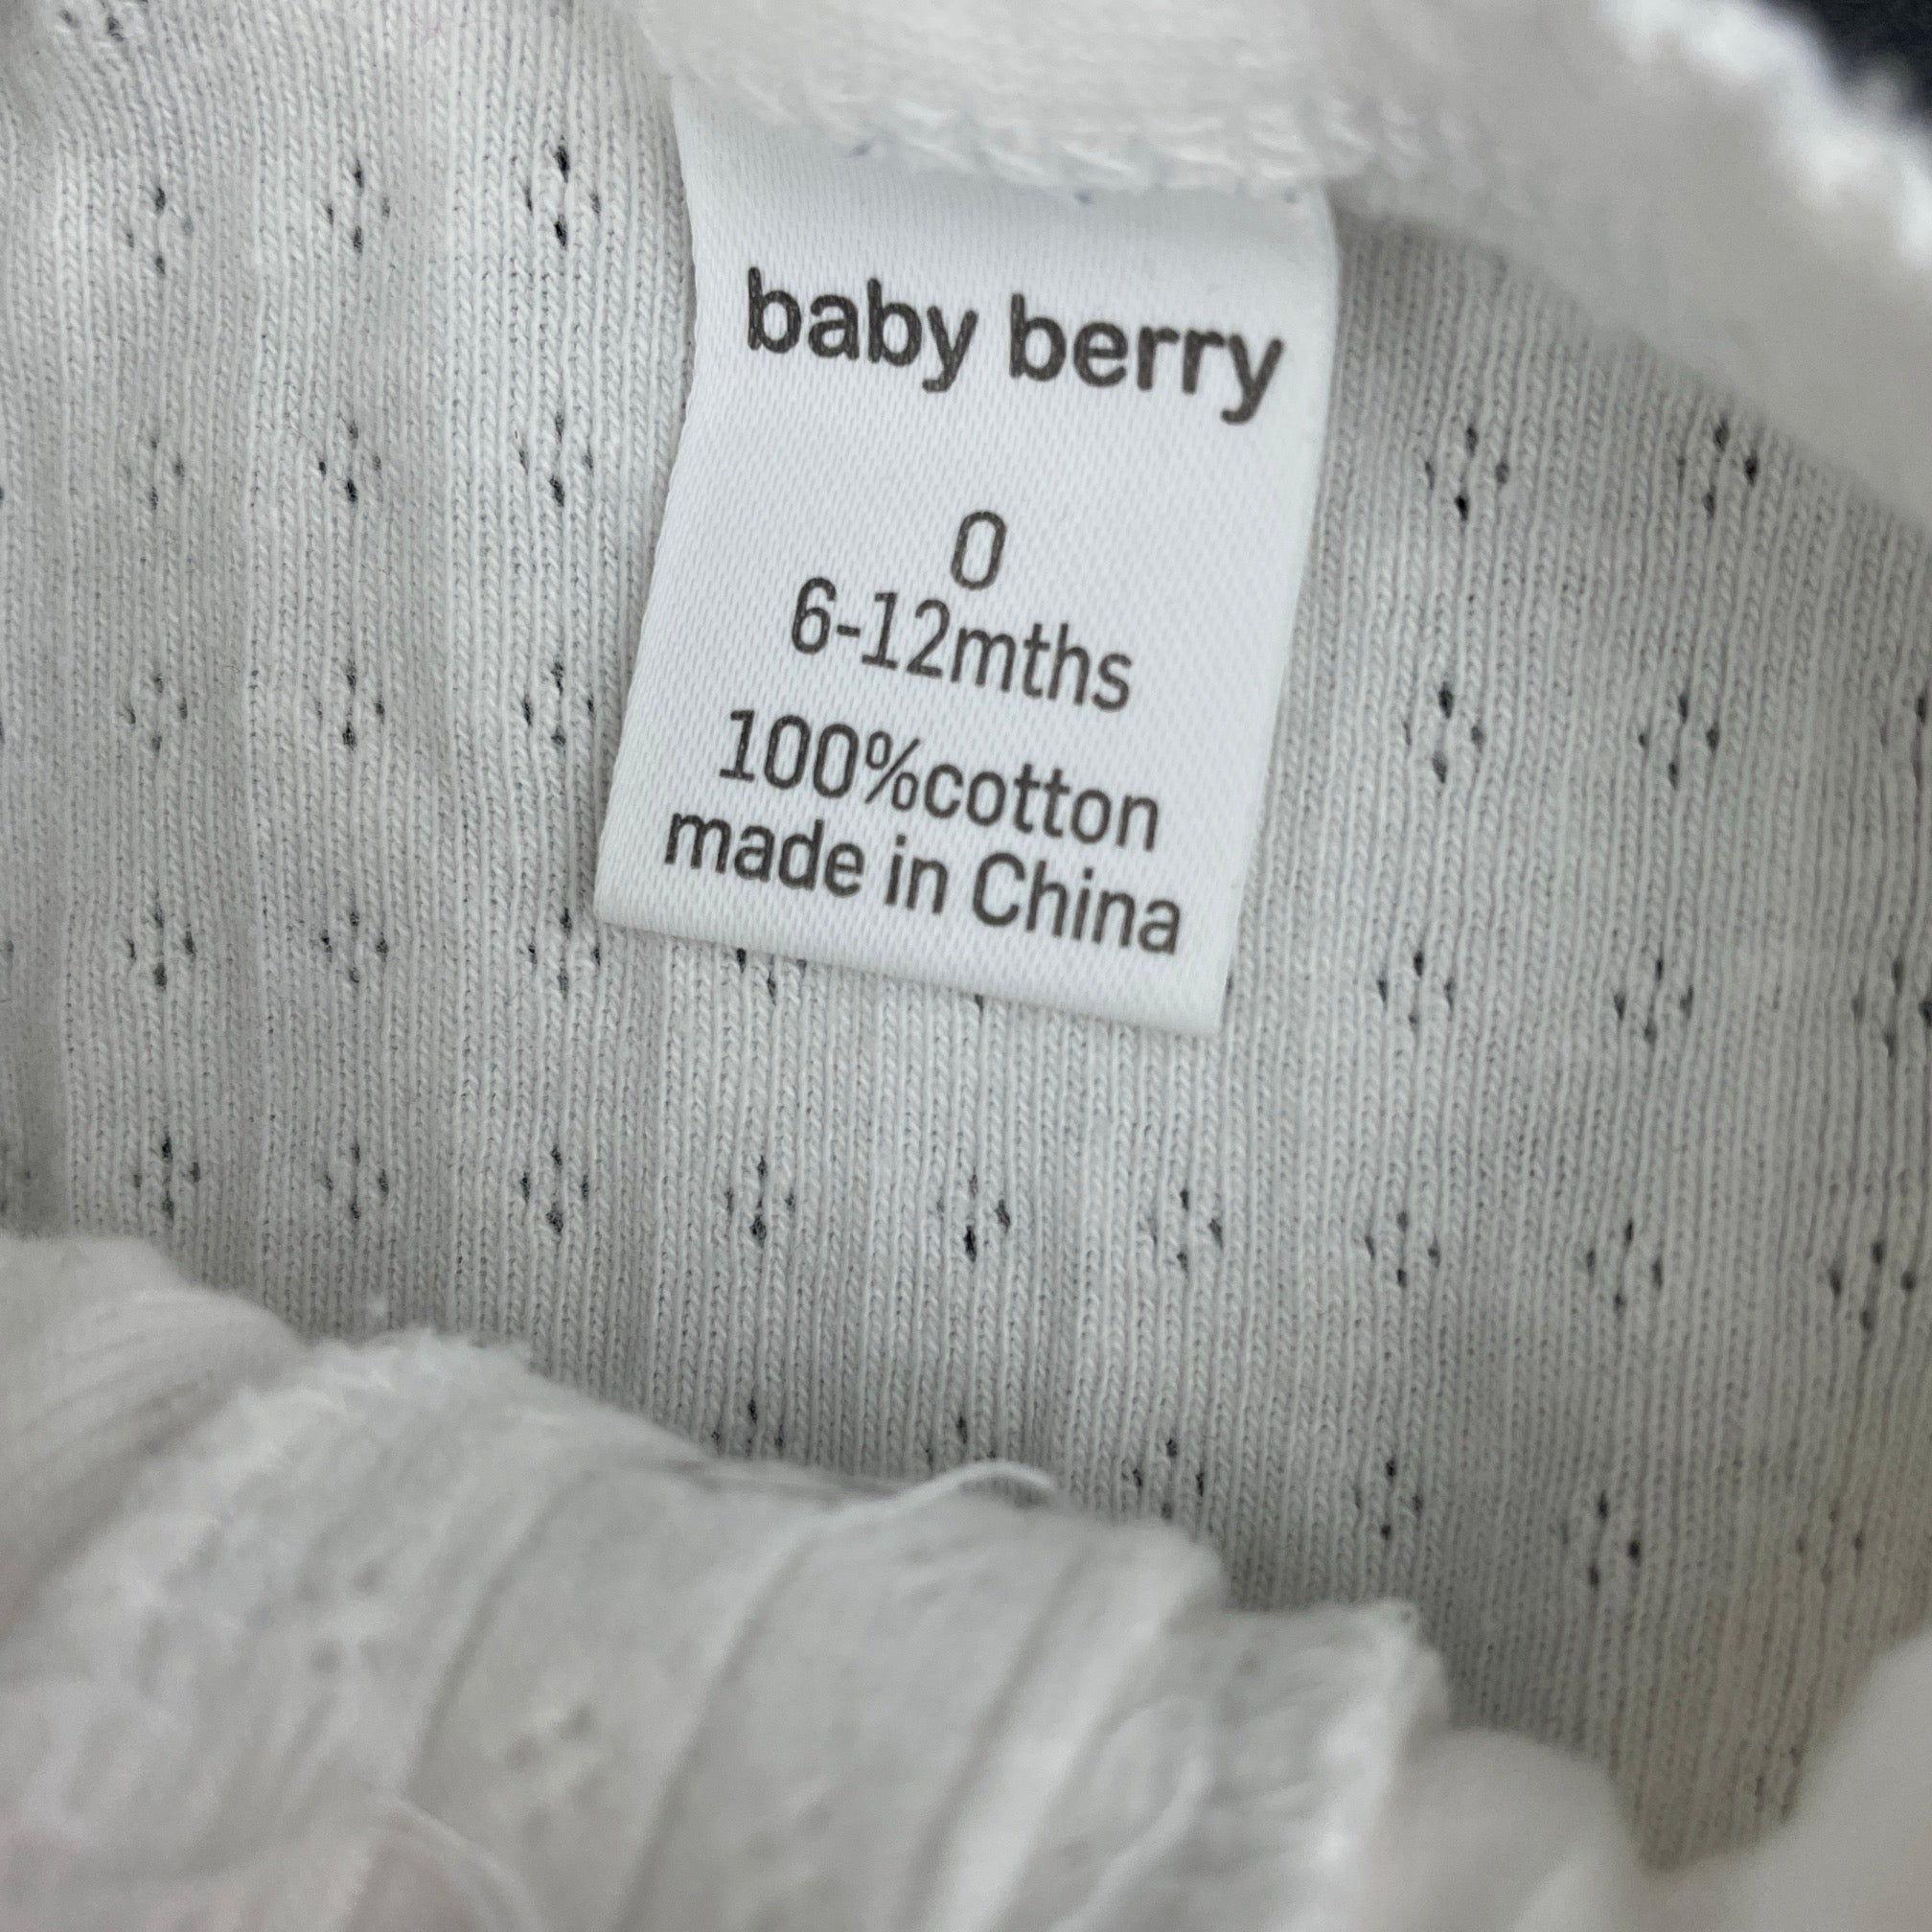 baby berry
0
6-12mths
100%cotton
made in China